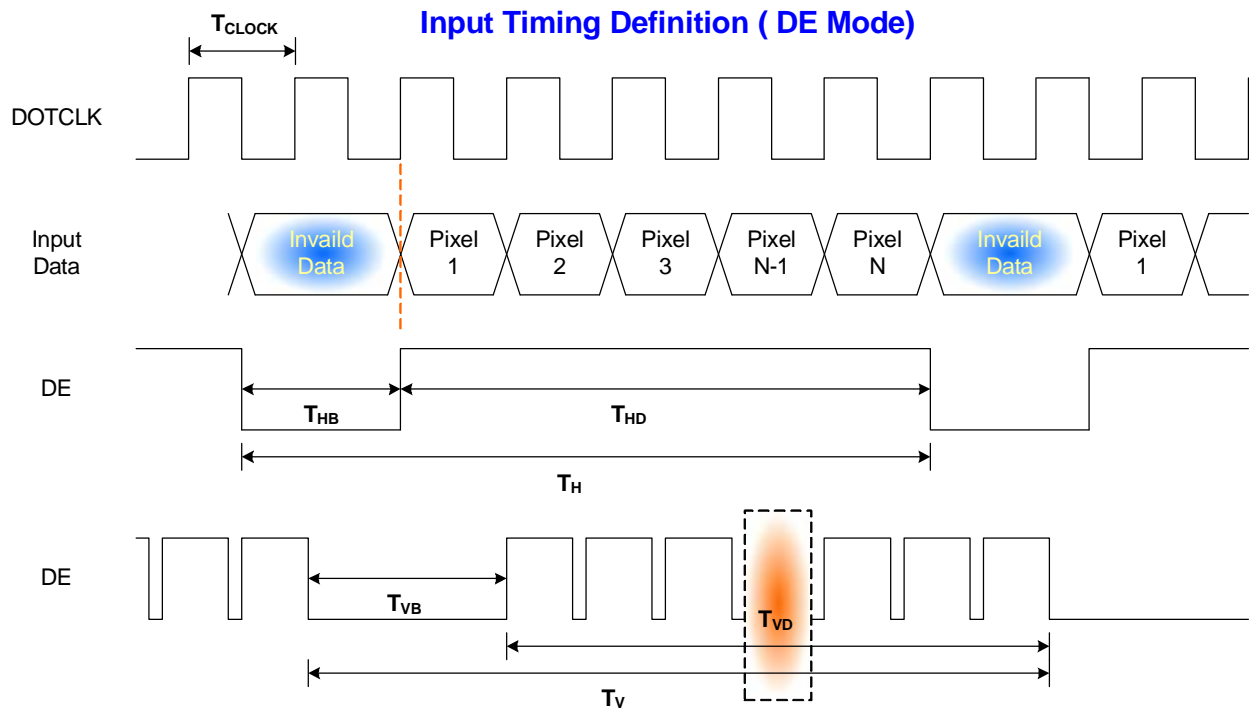 Input Timing Definition ( DE Mode)
TCLOCK
DOTCLK
Input
Data
Invaild
Data
Pixel
1
Pixel
2
Pixel
3
Pixel
N-1
Pixel
N
Invaild
Data
Pixel
1
DE
THB
THD
TH
DE
TVB
TVD
TV